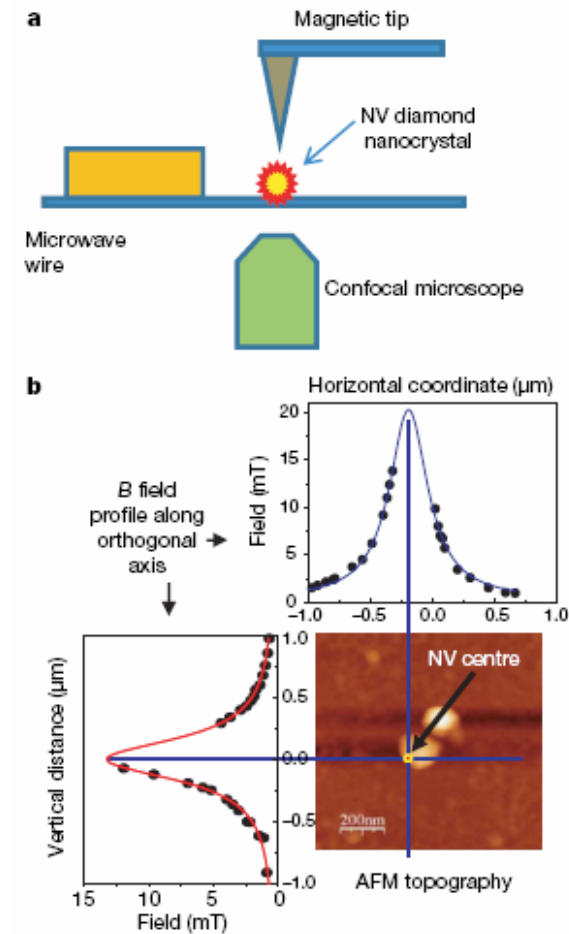 a
Magnetic tip
NV diamond
nanocrystal
Microwave
wire
Confocal microscope
b
Horizontal coordinate (µm)
B field
profile along
orthogonal
axis
Field (mT)
20
15
10
5
0
−1.0 −0.5 0.0 0.5 1.0
Vertical distance (µm)
1.0
0.5
0.0
−0.5
−1.0
15 10 5 0
Field (mT)
NV centre
200nm
AFM topography